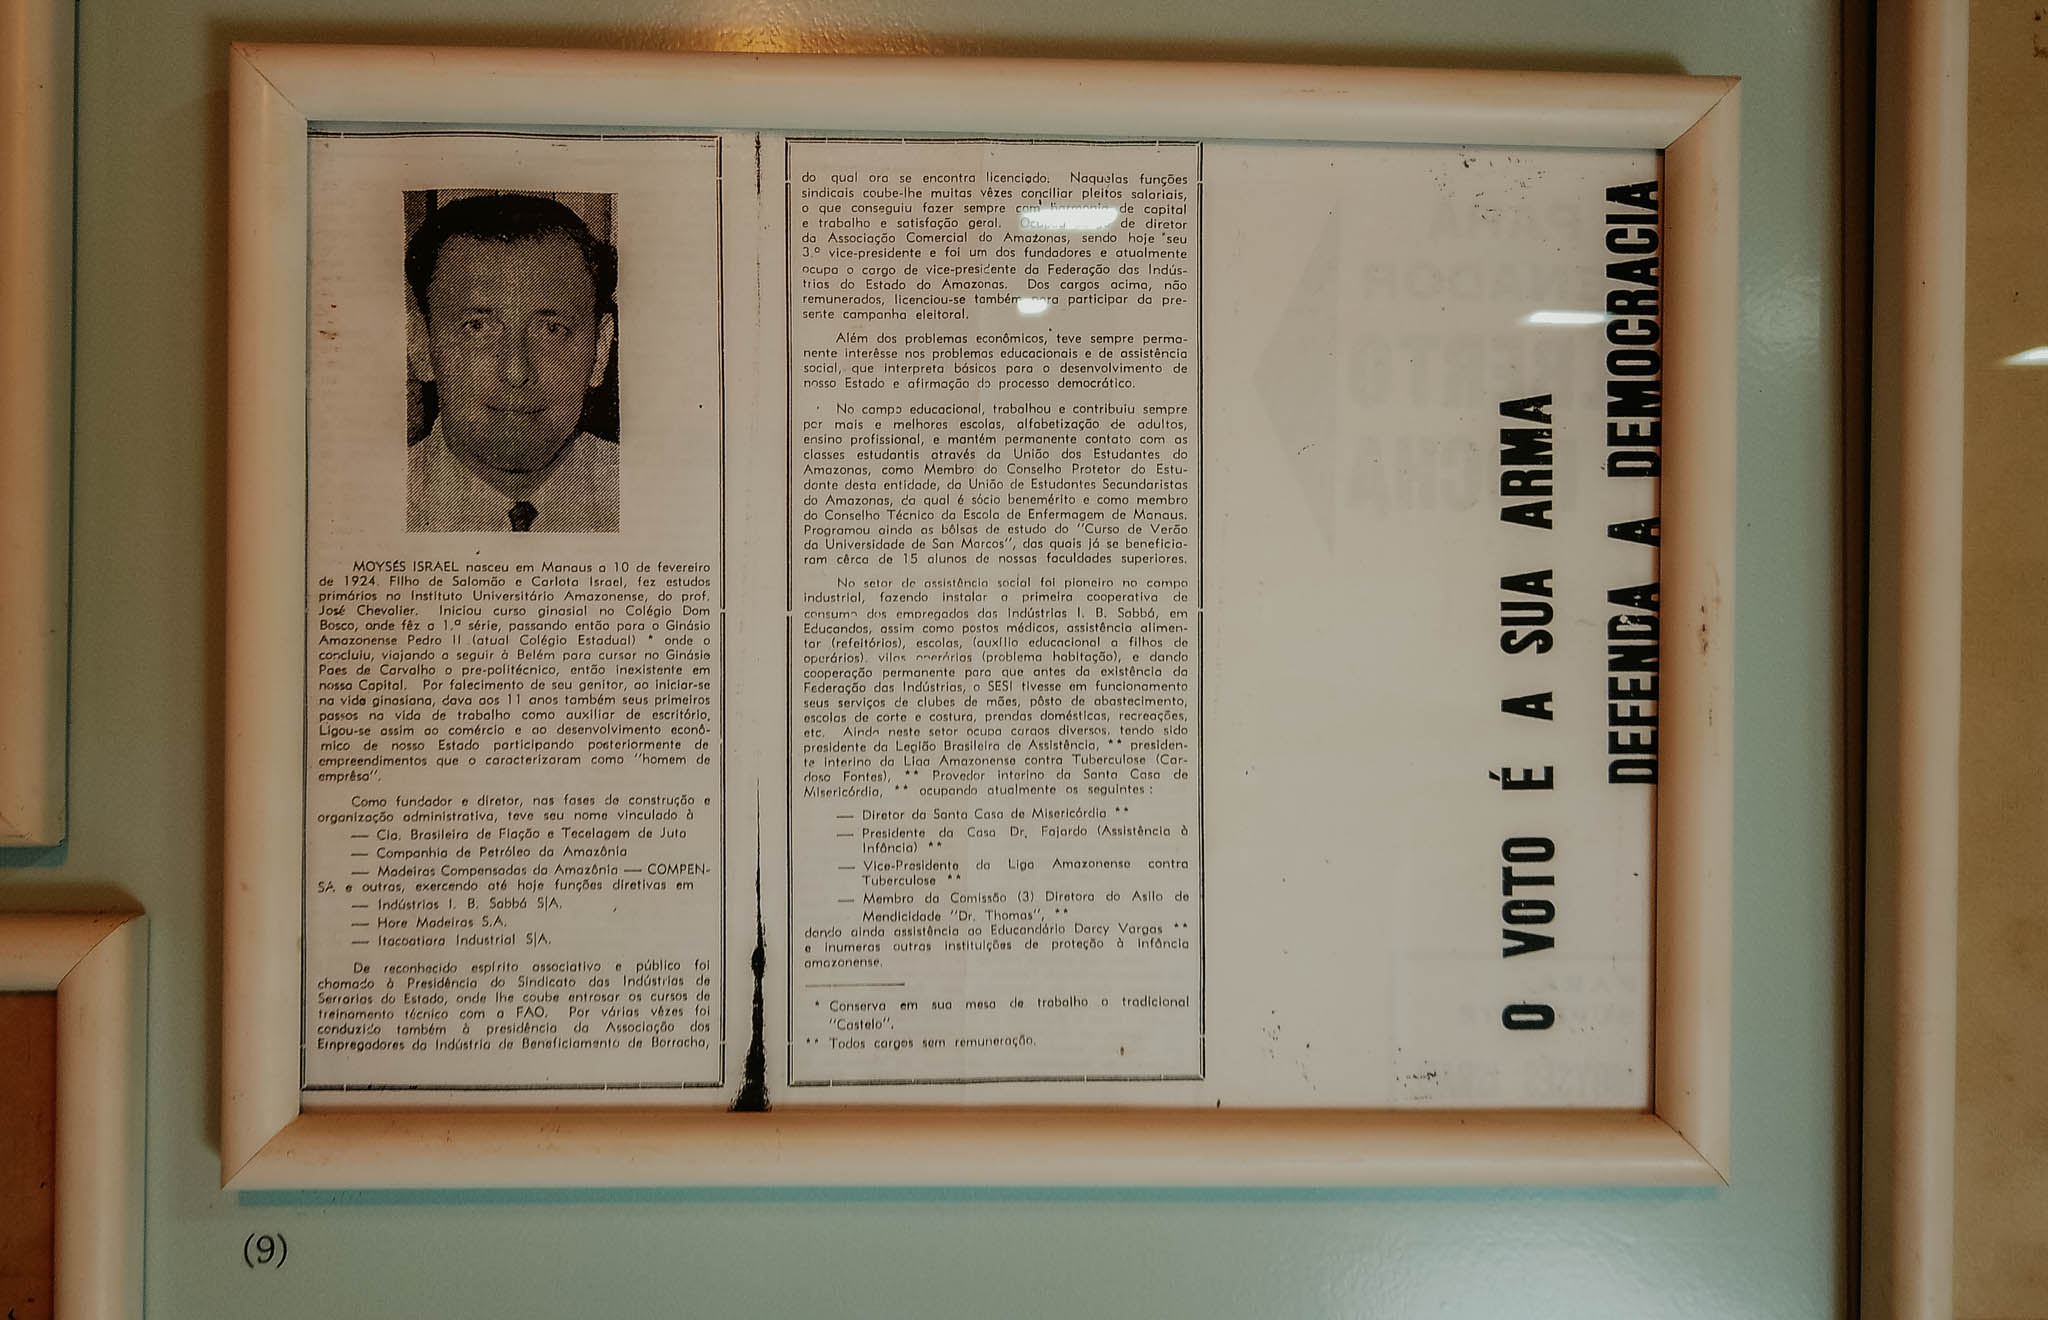 MOYSÉS ISRAEL nasceu em Manaus a 10 de fevereiro
de 1924. Filho de Salomão e Carlota Israel, fez estudos
primários no Instituto Universitário Amazonense, do prof.
José Chevalier. Iniciou curso ginasial no Colégio Dom
Bosco, onde fêz a 1.ª série, passando então para o Ginásio
Amazonense Pedro II (atual Colégio Estadual) * onde o
concluiu, viajando a seguir à Belém para cursar no Ginásio
Paes de Carvalho o pre-politécnico, então inexistente em
nossa Capital. Por falecimento de seu genitor, ao iniciar-se
na vida ginasiana, dava aos 11 anos também seus primeiros
passos na vida de trabalho como auxiliar de escritório.
Ligou-se assim ao comércio e ao desenvolvimento econô-
mico de nosso Estado participando posteriormente de
empreendimentos que o caracterizaram como "homem de
emprêsa".
Como fundador e diretor, nas fases de construção e
organização administrativa, teve seu nome vinculado à
— Cia. Brasileira de Fiação e Tecelagem de Juta
— Companhia de Petróleo da Amazônia
— Madeiras Compensadas da Amazônia — COMPEN-
SA e outras, exercendo até hoje funções diretivas em
— Indústrias I. B. Sabbá S|A.
— Hore Madeiras S.A.
— Itacoatiara Industrial S|A.
De reconhecido espírito associativo e público foi
chamado à Presidência do Sindicato das Indústrias de
Serrarias do Estado, onde lhe coube entrosar os cursos de
treinamento técnico com a FAO. Por várias vêzes foi
conduzido também à presidência da Associação dos
Empregadores da Indústria de Beneficiamento de Borracha,
do qual ora se encontra licenciado. Naquelas funções
sindicais coube-lhe muitas vêzes conciliar pleitos salariais,
o que conseguiu fazer sempre com harmonia de capital
e trabalho e satisfação geral. de diretor
da Associação Comercial do Amazonas, sendo hoje seu
3.º vice-presidente e foi um dos fundadores e atualmente
ocupa o cargo de vice-presidente da Federação das Indús-
trias do Estado do Amazonas. Dos cargos acima, não
remunerados, licenciou-se também para participar da pre-
sente campanha eleitoral.
Além dos problemas econômicos, teve sempre perma-
nente interêsse nos problemas educacionais e de assistência
social, que interpreta básicos para o desenvolvimento de
nosso Estado e afirmação do processo democrático.
No campo educacional, trabalhou e contribuiu sempre
por mais e melhores escolas, alfabetização de adultos,
ensino profissional, e mantém permanente contato com as
classes estudantis através da União dos Estudantes do
Amazonas, como Membro do Conselho Protetor do Estu-
dante desta entidade, da União de Estudantes Secundaristas
do Amazonas, da qual é sócio benemérito e como membro
do Conselho Técnico da Escola de Enfermagem de Manaus.
Programou ainda as bôlsas de estudo do "Curso de Verão
da Universidade de San Marcos", das quais já se beneficia-
ram cêrca de 15 alunos de nossas faculdades superiores.
No setor de assistência social foi pioneiro no campo
industrial, fazendo instalar a primeira cooperativa de
consumo dos empregados das Indústrias I. B. Sabbá, em
Educandos, assim como postos médicos, assistência alimen-
tar (refeitórios), escolas, (auxílio educacional a filhos de
operários), vilas operárias (problema habitação), e dando
cooperação permanente para que antes da existência da
Federação das Indústrias, o SESI tivesse em funcionamento
seus serviços de clubes de mães, pôsto de abastecimento,
escolas de corte e costura, prendas domésticas, recreações,
etc. Ainda neste setor ocupa cargos diversos, tendo sido
presidente da Legião Brasileira de Assistência, ** presiden-
te interino da Liga Amazonense contra Tuberculose (Car-
doso Fontes), ** Provedor interino da Santa Casa de
Misericórdia, ** ocupando atualmente os seguintes :
— Diretor da Santa Casa de Misericórdia **
— Presidente da Casa Dr. Fajardo (Assistência à
Infância) **
— Vice-Presidente da Liga Amazonense contra
Tuberculose **
— Membro da Comissão (3) Diretora do Asilo de
Mendicidade "Dr. Thomas", **
dando ainda assistência ao Educandário Darcy Vargas **
e inumeras outras instituições de proteção à infância
amazonense.
* Conserva em sua mesa de trabalho o tradicional
"Castelo".
** Todos cargos sem remuneração.
O VOTO É A SUA ARMA
DEFENDA A DEMOCRACIA
(9)